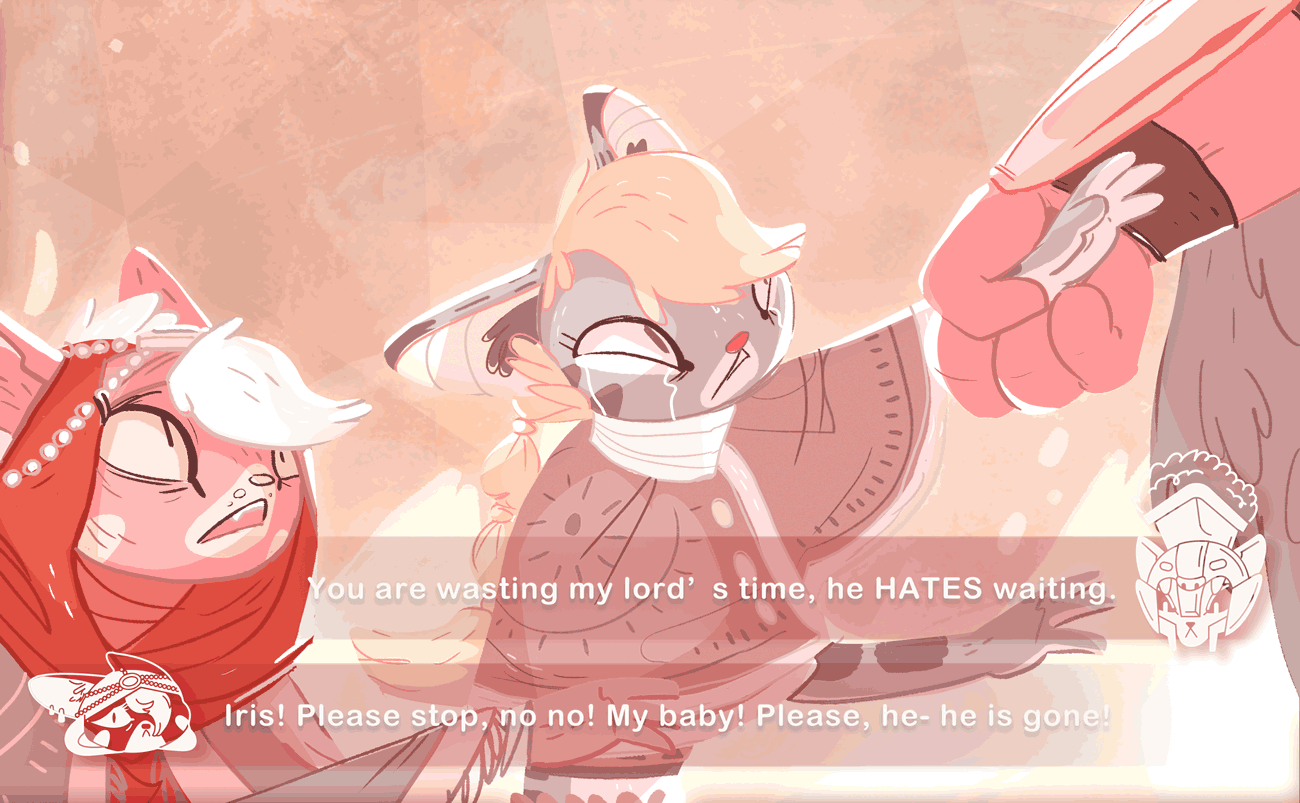 You are wasting my lord’ s time, he HATES waiting.
Iris! Please stop, no no! My baby! Please, he- he is gone!